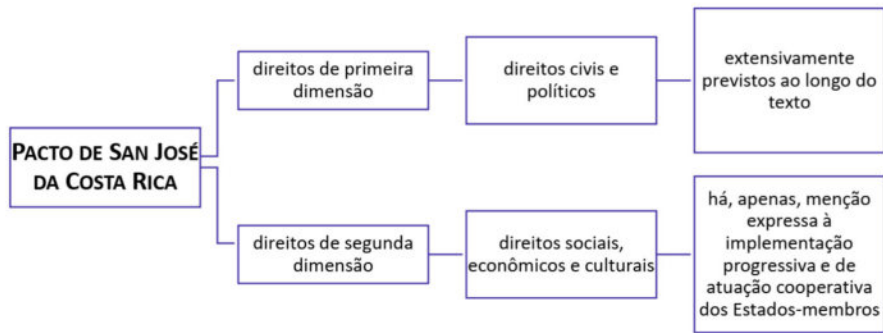 PACTO DE SAN JOSÉ
DA COSTA RICA
direitos de primeira
dimensão
direitos civis e
políticos
extensivamente
previstos ao longo do
texto
direitos de segunda
dimensão
direitos sociais,
econômicos e culturais
há, apenas, menção
expressa à
implementação
progressiva e de
atuação cooperativa
dos Estados-membros